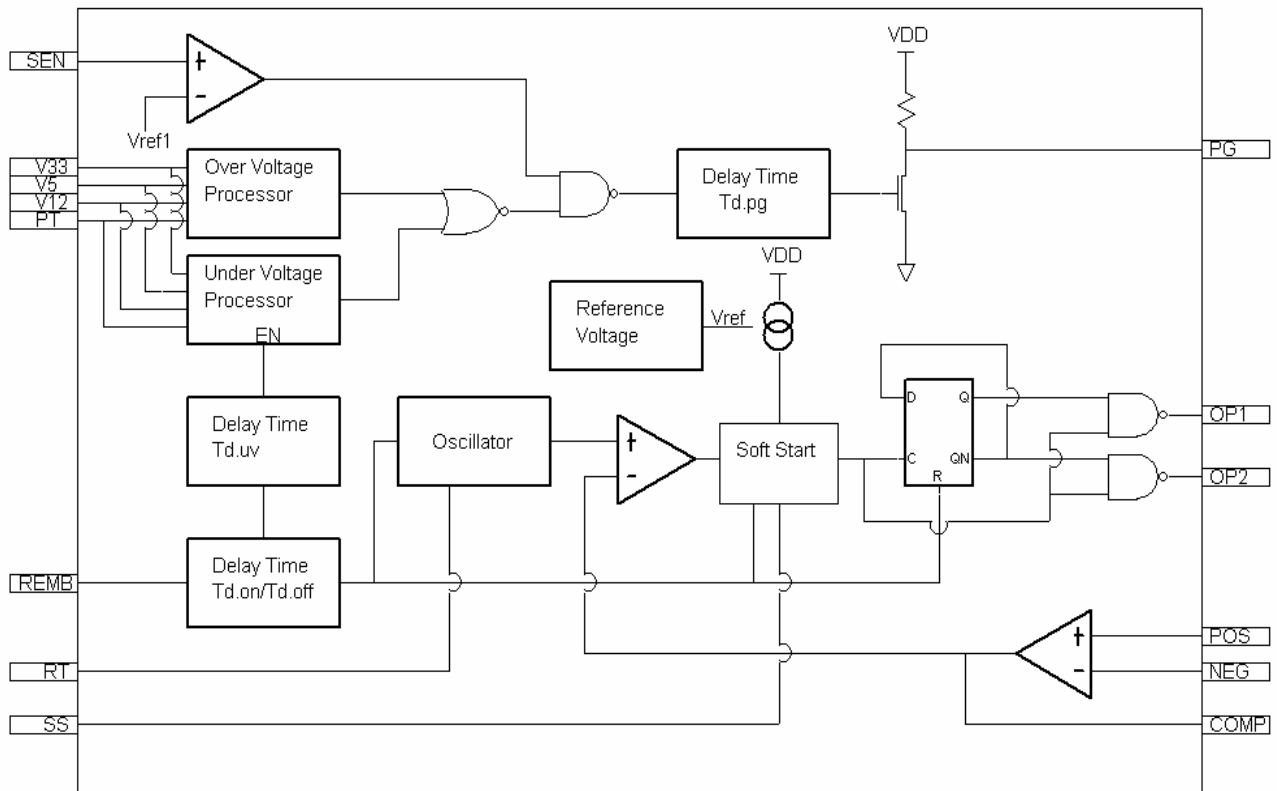 VDD
SEN
+
-
Vref1
PG
V33
V5
V12
PT
Over Voltage
Processor
Delay Time
Td.pg
Under Voltage
Processor
EN
VDD
Reference
Voltage
Vref
Delay Time
Td.uv
Oscillator
+
-
Soft Start
D
Q
C
QN
R
OP1
OP2
REMB
Delay Time
Td.on/Td.off
+
-
POS
NEG
RT
SS
COMP